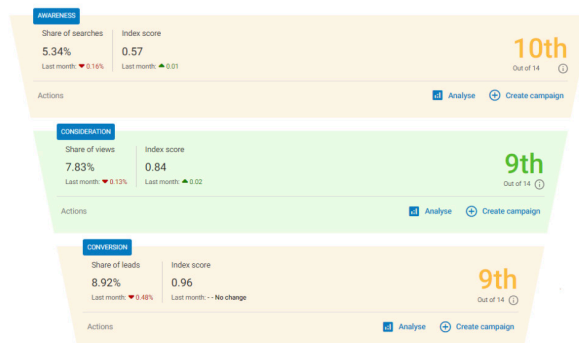 AWARENESS
Share of searches Index score
5.34% 0.57
Last month: ▼ 0.16% Last month: ▲ 0.01
10th
Out of 14
Actions Analyse Create campaign
CONSIDERATION
Share of views Index score
7.83% 0.84
Last month: ▼ 0.13% Last month: ▲ 0.02
9th
Out of 14
Actions Analyse Create campaign
CONVERSION
Share of leads Index score
8.92% 0.96
Last month: ▼ 0.48% Last month: - - No change
9th
Out of 14
Actions Analyse Create campaign